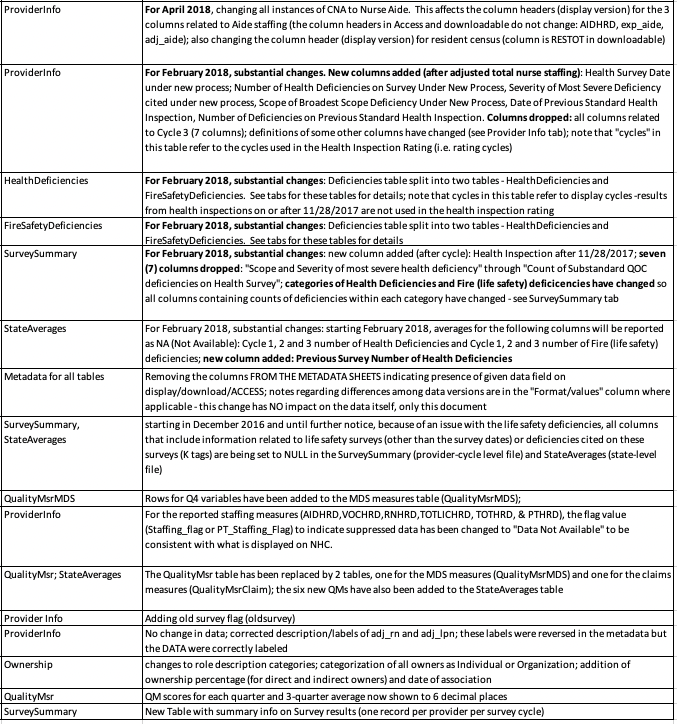 ProviderInfo
For April 2018, changing all instances of CNA to Nurse Aide. This affects the column headers (display version) for the 3
columns related to Aide staffing (the column headers in Access and downloadable do not change: AIDHRD, exp_aide,
adj_aide); also changing the column header (display version) for resident census (column is RESTOT in downloadable)
ProviderInfo
For February 2018, substantial changes. New columns added (after adjusted total nurse staffing): Health Survey Date
under new process; Number of Health Deficiencies on Survey Under New Process, Severity of Most Severe Deficiency
cited under new process, Scope of Broadest Scope Deficiency Under New Process, Date of Previous Standard Health
Inspection, Number of Deficiencies on Previous Standard Health Inspection. Columns dropped: all columns related
to Cycle 3 (7 columns); definitions of some other columns have changed (see Provider Info tab); note that "cycles" in
this table refer to the cycles used in the Health Inspection Rating (i.e. rating cycles)
HealthDeficiencies
For February 2018, substantial changes: Deficiencies table split into two tables - HealthDeficiencies and
FireSafetyDeficiencies. See tabs for these tables for details; note that cycles in this table refer to display cycles -results
from health inspections on or after 11/28/2017 are not used in the health inspection rating
FireSafetyDeficiencies
For February 2018, substantial changes: Deficiencies table split into two tables - HealthDeficiencies and
FireSafetyDeficiencies. See tabs for these tables for details
SurveySummary
For February 2018, substantial changes: new column added (after cycle): Health Inspection after 11/28/2017; seven
(7) columns dropped: "Scope and Severity of most severe health deficiency" through "Count of Substandard QOC
deficiencies on Health Survey"; categories of Health Deficiencies and Fire (life safety) deficicencies have changed so
all columns containing counts of deficiencies within each category have changed - see SurveySummary tab
StateAverages
For February 2018, substantial changes: starting February 2018, averages for the following columns will be reported
as NA (Not Available): Cycle 1, 2 and 3 number of Health Deficiencies and Cycle 1, 2 and 3 number of Fire (life safety)
deficiencies; new column added: Previous Survey Number of Health Deficiencies
Metadata for all tables
Removing the columns FROM THE METADATA SHEETS indicating presence of given data field on
display/download/ACCESS; notes regarding differences among data versions are in the "Format/values" column where
applicable - this change has NO impact on the data itself, only this document
SurveySummary,
StateAverages
starting in December 2016 and until further notice, because of an issue with the life safety deficiencies, all columns
that include information related to life safety surveys (other than the survey dates) or deficiencies cited on these
surveys (K tags) are being set to NULL in the SurveySummary (provider-cycle level file) and StateAverages (state-level
file)
QualityMsrMDS
Rows for Q4 variables have been added to the MDS measures table (QualityMsrMDS);
ProviderInfo
For the reported staffing measures (AIDHRD,VOCHRD,RNHRD,TOTLICHRD, TOTHRD, & PTHRD), the flag value
(Staffing_flag or PT_Staffing_Flag) to indicate suppressed data has been changed to "Data Not Available" to be
consistent with what is displayed on NHC.
QualityMsr; StateAverages
The QualityMsr table has been replaced by 2 tables, one for the MDS measures (QualityMsrMDS) and one for the claims
measures (QualityMsrClaim); the six new QMs have also been added to the StateAverages table
Provider Info
Adding old survey flag (oldsurvey)
ProviderInfo
No change in data; corrected description/labels of adj_rn and adj_lpn; these labels were reversed in the metadata but
the DATA were correctly labeled
Ownership
changes to role description categories; categorization of all owners as Individual or Organization; addition of
ownership percentage (for direct and indirect owners) and date of association
QualityMsr
QM scores for each quarter and 3-quarter average now shown to 6 decimal places
SurveySummary
New Table with summary info on Survey results (one record per provider per survey cycle)